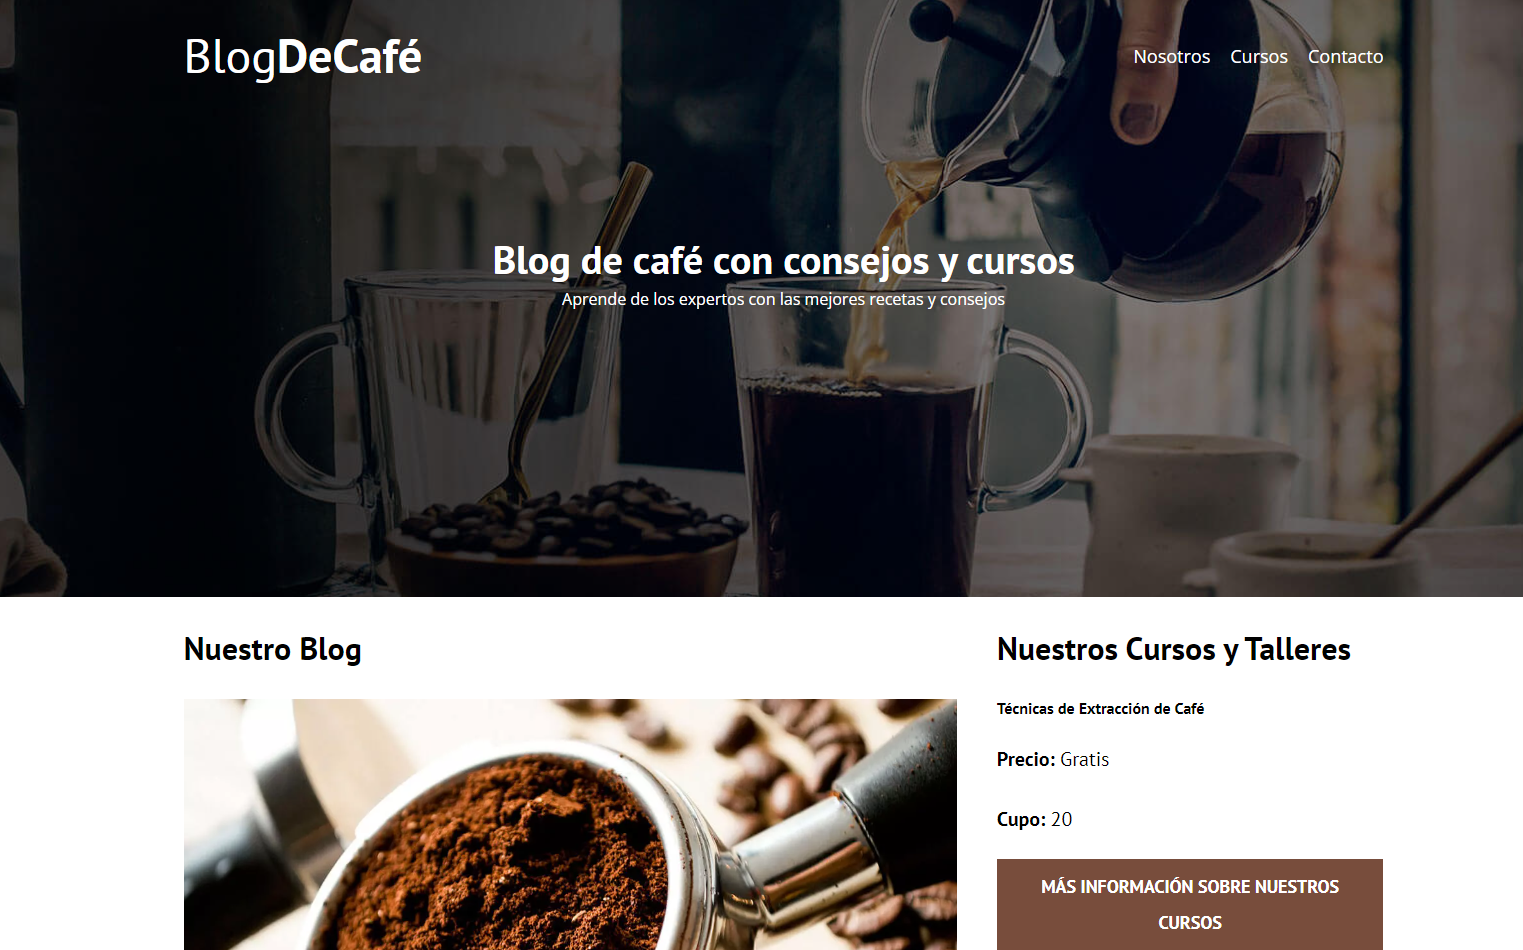 BlogDeCafé
Nosotros Cursos Contacto
Blog de café con consejos y cursos
Aprende de los expertos con las mejores recetas y consejos
Nuestro Blog
Nuestros Cursos y Talleres
Técnicas de Extracción de Café
Precio: Gratis
Cupo: 20
MÁS INFORMACIÓN SOBRE NUESTROS
CURSOS